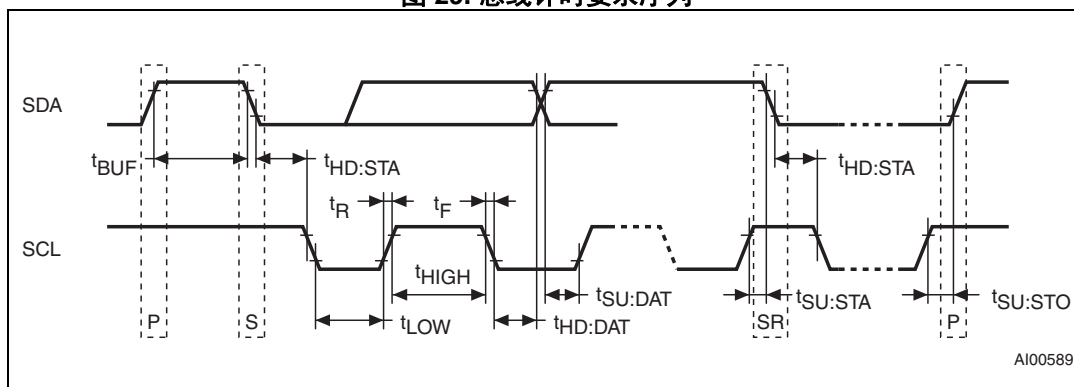 SDA
tBUF
tHD:STA
tHD:STA
tR
tF
SCL
tHIGH
tSU:DAT
tSU:STA
tSU:STO
tLOW
tHD:DAT
P
S
SR
P
AI00589